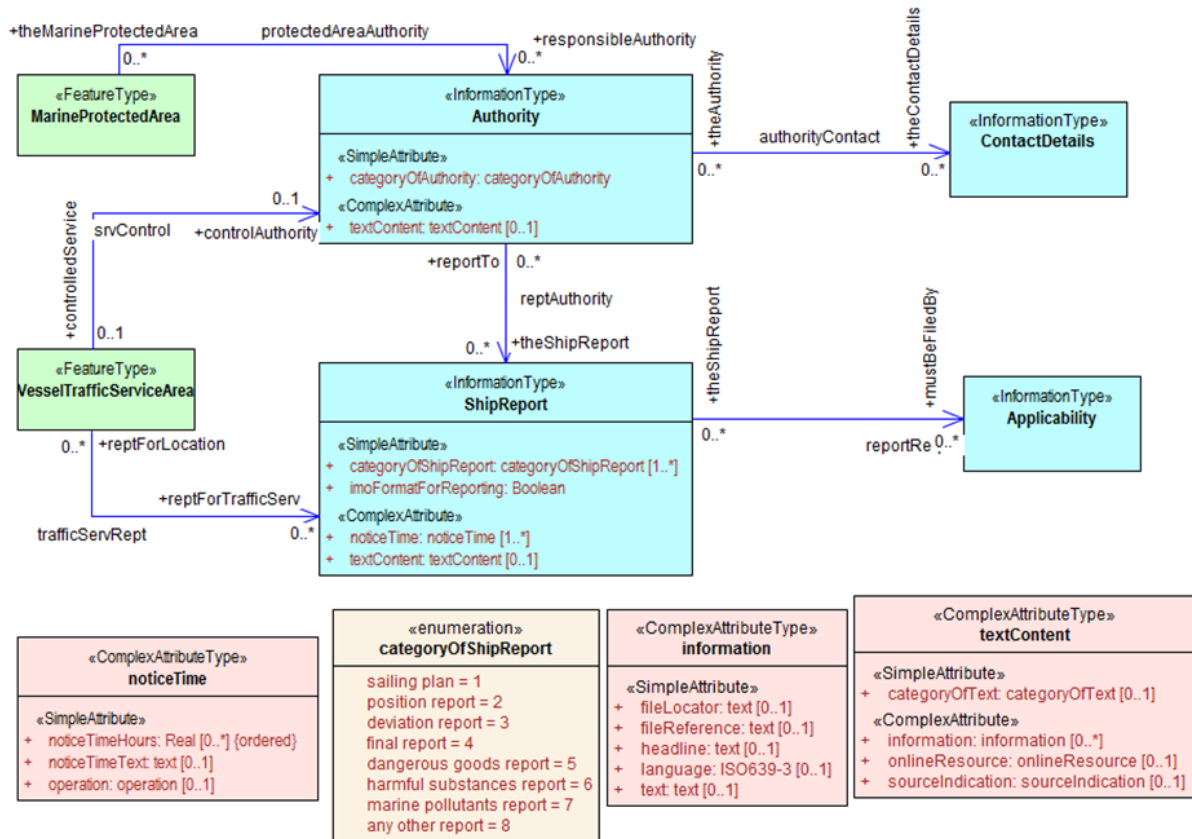 +theMarineProtectedArea
protectedAreaAuthority
+responsibleAuthority
0..*
0..*
«FeatureType»
MarineProtectedArea
«InformationType»
Authority
«SimpleAttribute»
+ categoryOfAuthority: categoryOfAuthority
«ComplexAttribute»
+ textContent: textContent [0..1]
+theAuthority
authorityContact
+theContactDetails
0..*
0..*
«InformationType»
ContactDetails
+controlledService
srvControl
0..1
+controlAuthority
0..1
+reportTo
0..*
reptAuthority
0..*
+theShipReport
«FeatureType»
VesselTrafficServiceArea
0..*
+reptForLocation
+reptForTrafficServ
trafficServRept
0..*
«InformationType»
ShipReport
«SimpleAttribute»
+ categoryOfShipReport: categoryOfShipReport [1..*]
+ imoFormatForReporting: Boolean
«ComplexAttribute»
+ noticeTime: noticeTime [1..*]
+ textContent: textContent [0..1]
+theShipReport
+mustBeFiledBy
0..*
reportRe
0..*
«InformationType»
Applicability
«ComplexAttributeType»
noticeTime
«SimpleAttribute»
+ noticeTimeHours: Real [0..*] {ordered}
+ noticeTimeText: text [0..1]
+ operation: operation [0..1]
«enumeration»
categoryOfShipReport
sailing plan = 1
position report = 2
deviation report = 3
final report = 4
dangerous goods report = 5
harmful substances report = 6
marine pollutants report = 7
any other report = 8
«ComplexAttributeType»
information
«SimpleAttribute»
+ fileLocator: text [0..1]
+ fileReference: text [0..1]
+ headline: text [0..1]
+ language: ISO639-3 [0..1]
+ text: text [0..1]
«ComplexAttributeType»
textContent
«SimpleAttribute»
+ categoryOfText: categoryOfText [0..1]
«ComplexAttribute»
+ information: information [0..*]
+ onlineResource: onlineResource [0..1]
+ sourceIndication: sourceIndication [0..1]